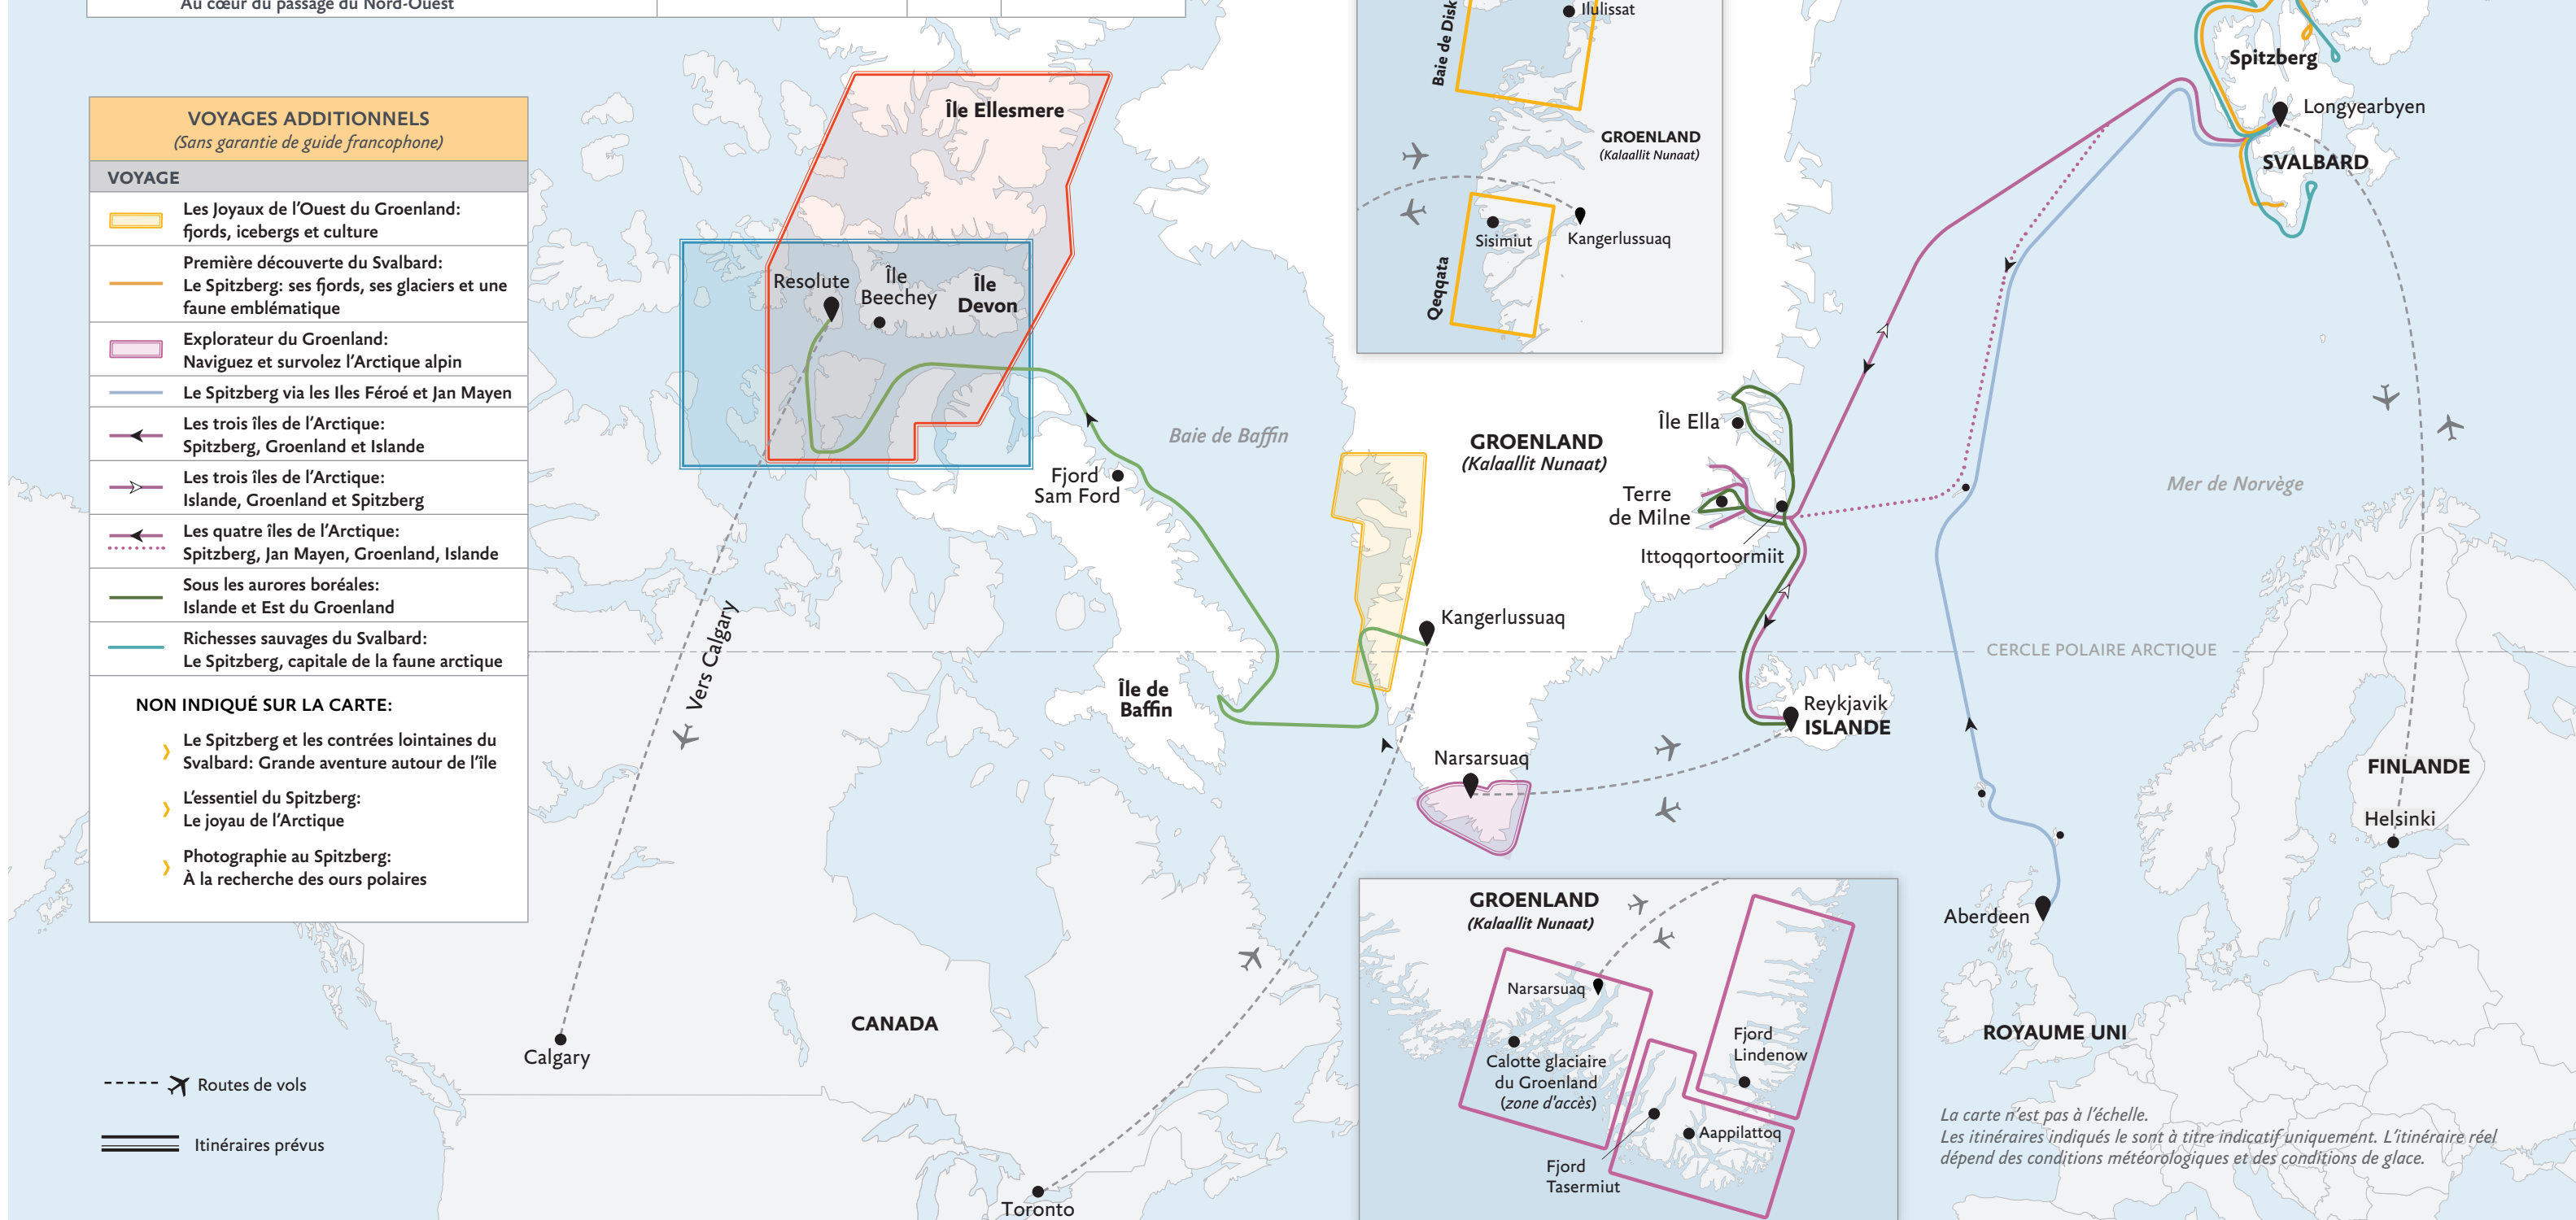 Au cœur du passage du Nord-Ouest
VOYAGES ADDITIONNELS
(Sans garantie de guide francophone)
VOYAGE
Les Joyaux de l'Ouest du Groenland:
fjords, icebergs et culture
Première découverte du Svalbard:
Le Spitzberg: ses fjords, ses glaciers et une
faune emblématique
Explorateur du Groenland:
Naviguez et survolez l'Arctique alpin
Le Spitzberg via les Iles Féroé et Jan Mayen
Les trois îles de l'Arctique:
Spitzberg, Groenland et Islande
Les trois îles de l'Arctique:
Islande, Groenland et Spitzberg
Les quatre îles de l'Arctique:
Spitzberg, Jan Mayen, Groenland, Islande
Sous les aurores boréales:
Islande et Est du Groenland
Richesses sauvages du Svalbard:
Le Spitzberg, capitale de la faune arctique
NON INDIQUÉ SUR LA CARTE:
Le Spitzberg et les contrées lointaines du
Svalbard: Grande aventure autour de l'île
L'essentiel du Spitzberg:
Le joyau de l'Arctique
Photographie au Spitzberg:
À la recherche des ours polaires
Routes de vols
Itinéraires prévus
Île Ellesmere
Resolute
Île
Beechey
Île
Devon
Fjord
Sam Ford
Baie de Baffin
Vers Calgary
Île de
Baffin
CANADA
Calgary
Toronto
Baie de Disk
Ilulissat
GROENLAND
(Kalaallit Nunaat)
Sisimiut
Kangerlussuaq
Qeqqata
GROENLAND
(Kalaallit Nunaat)
Île Ella
Terre
de Milne
Ittoqqortoormiit
Kangerlussuaq
Narsarsuaq
Reykjavik
ISLANDE
CERCLE POLAIRE ARCTIQUE
Mer de Norvège
Spitzberg
Longyearbyen
SVALBARD
FINLANDE
Helsinki
Aberdeen
ROYAUME UNI
GROENLAND
(Kalaallit Nunaat)
Narsarsuaq
Calotte glaciaire
du Groenland
(zone d'accès)
Fjord
Lindenow
Aappilattoq
Fjord
Tasermiut
La carte n'est pas à l'échelle.
Les itinéraires indiqués le sont à titre indicatif uniquement. L'itinéraire réel
dépend des conditions météorologiques et des conditions de glace.